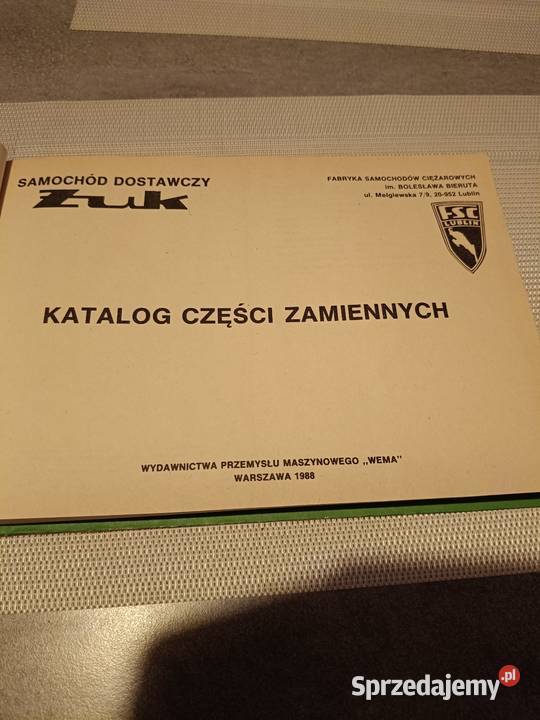 SAMOCHÓD DOSTAWCZY
żuk
FABRYKA SAMOCHODÓW CIĘŻAROWYCH
im. BOLESŁAWA BIERUTA
ul. Mełgiewska 7/9, 20-952 Lublin
FSC
LUBLIN
KATALOG CZĘŚCI ZAMIENNYCH
WYDAWNICTWA PRZEMYSŁU MASZYNOWEGO ,,WEMA"
WARSZAWA 1988
Sprzedajemy.pl